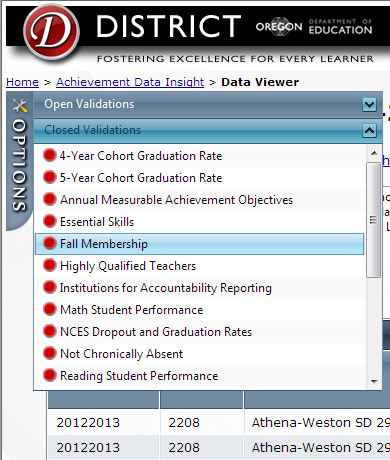 D DISTRICT OREGON DEPARTMENT OF EDUCATION
FOSTERING EXCELLENCE FOR EVERY LEARNER
Home > Achievement Data Insight > Data Viewer
OPTIONS
Open Validations
Closed Validations
4-Year Cohort Graduation Rate
5-Year Cohort Graduation Rate
Annual Measurable Achievement Objectives
Essential Skills
Fall Membership
Highly Qualified Teachers
Institutions for Accountability Reporting
Math Student Performance
NCES Dropout and Graduation Rates
Not Chronically Absent
Reading Student Performance
20122013 2208 Athena-Weston SD 29
20122013 2208 Athena-Weston SD 29